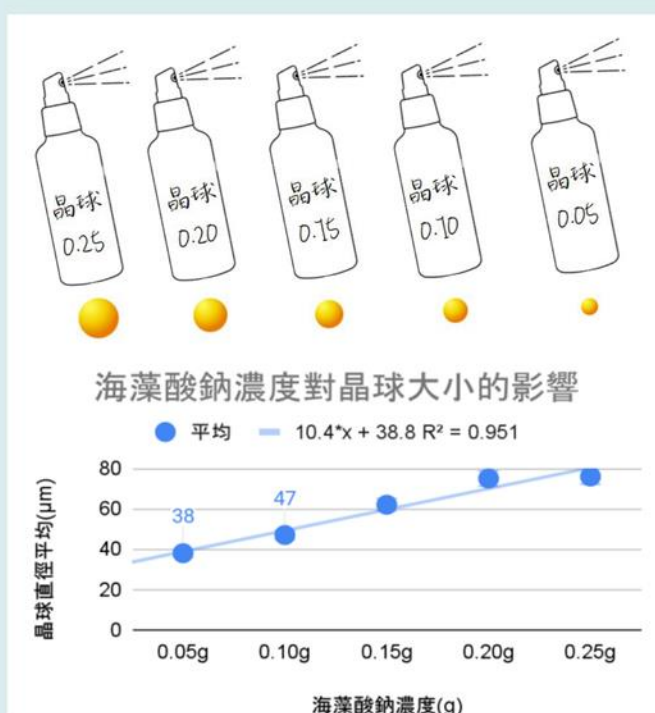 晶球 0.25
晶球 0.20
晶球 0.15
晶球 0.10
晶球 0.05
海藻酸鈉濃度對晶球大小的影響
平均 10.4*x + 38.8 R² = 0.951
晶球直徑平均(μm)
80
60
40
20
0
38
47
0.05g 0.10g 0.15g 0.20g 0.25g
海藻酸鈉濃度(g)